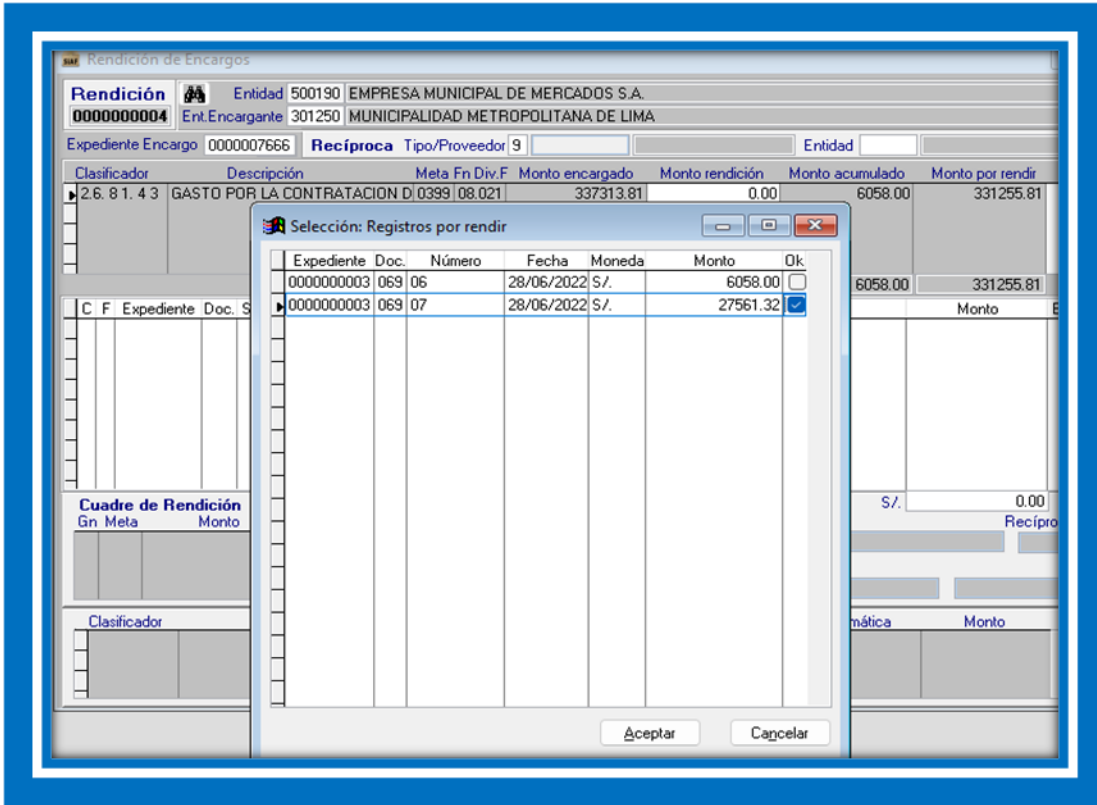 SIAF Rendición de Encargos
Rendición Entidad 500190 EMPRESA MUNICIPAL DE MERCADOS S.A.
0000000004 Ent.Encargante 301250 MUNICIPALIDAD METROPOLITANA DE LIMA
Expediente Encargo 0000007666 Recíproca Tipo/Proveedor 9 Entidad
Clasificador Descripción Meta Fn Div.F Monto encargado Monto rendición Monto acumulado Monto por rendir
2.6. 8 1. 4 3 GASTO POR LA CONTRATACION D 0399 08.021 337313.81 0.00 6058.00 331255.81
6058.00 331255.81
Selección: Registros por rendir
Expediente Doc. Número Fecha Moneda Monto Ok
0000000003 069 06 28/06/2022 S/. 6058.00
0000000003 069 07 28/06/2022 S/. 27561.32
Aceptar Cancelar
C F Expediente Doc. S Monto E
Cuadre de Rendición S/. 0.00
Gn Meta Monto Recípro
Clasificador mática Monto